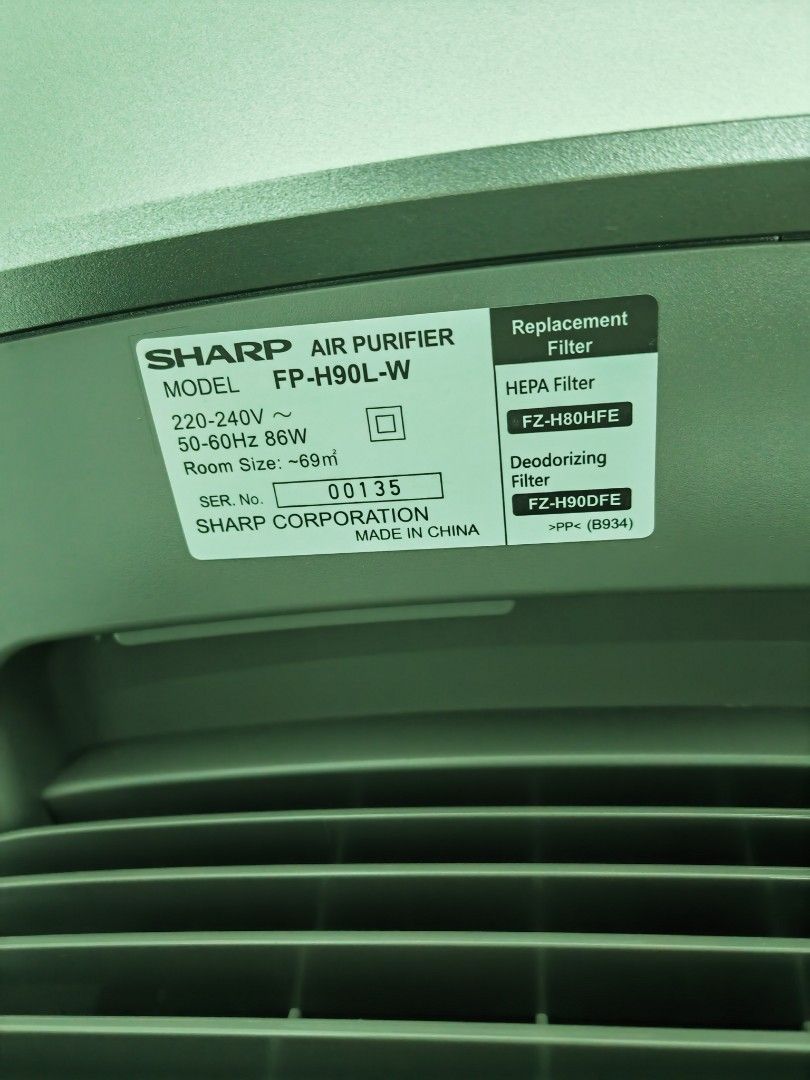 SHARP AIR PURIFIER
MODEL FP-H90L-W
220-240V ～
50-60Hz 86W
Room Size: ~69㎡
SER. No. 00135
SHARP CORPORATION
MADE IN CHINA
Replacement
Filter
HEPA Filter
FZ-H80HFE
Deodorizing
Filter
FZ-H90DFE
>PP< (B934)